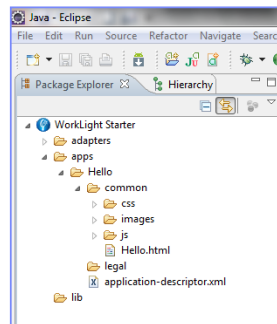 Java - Eclipse
File Edit Run Source Refactor Navigate Searc
Package Explorer Hierarchy
WorkLight Starter
adapters
apps
Hello
common
css
images
js
Hello.html
legal
application-descriptor.xml
lib